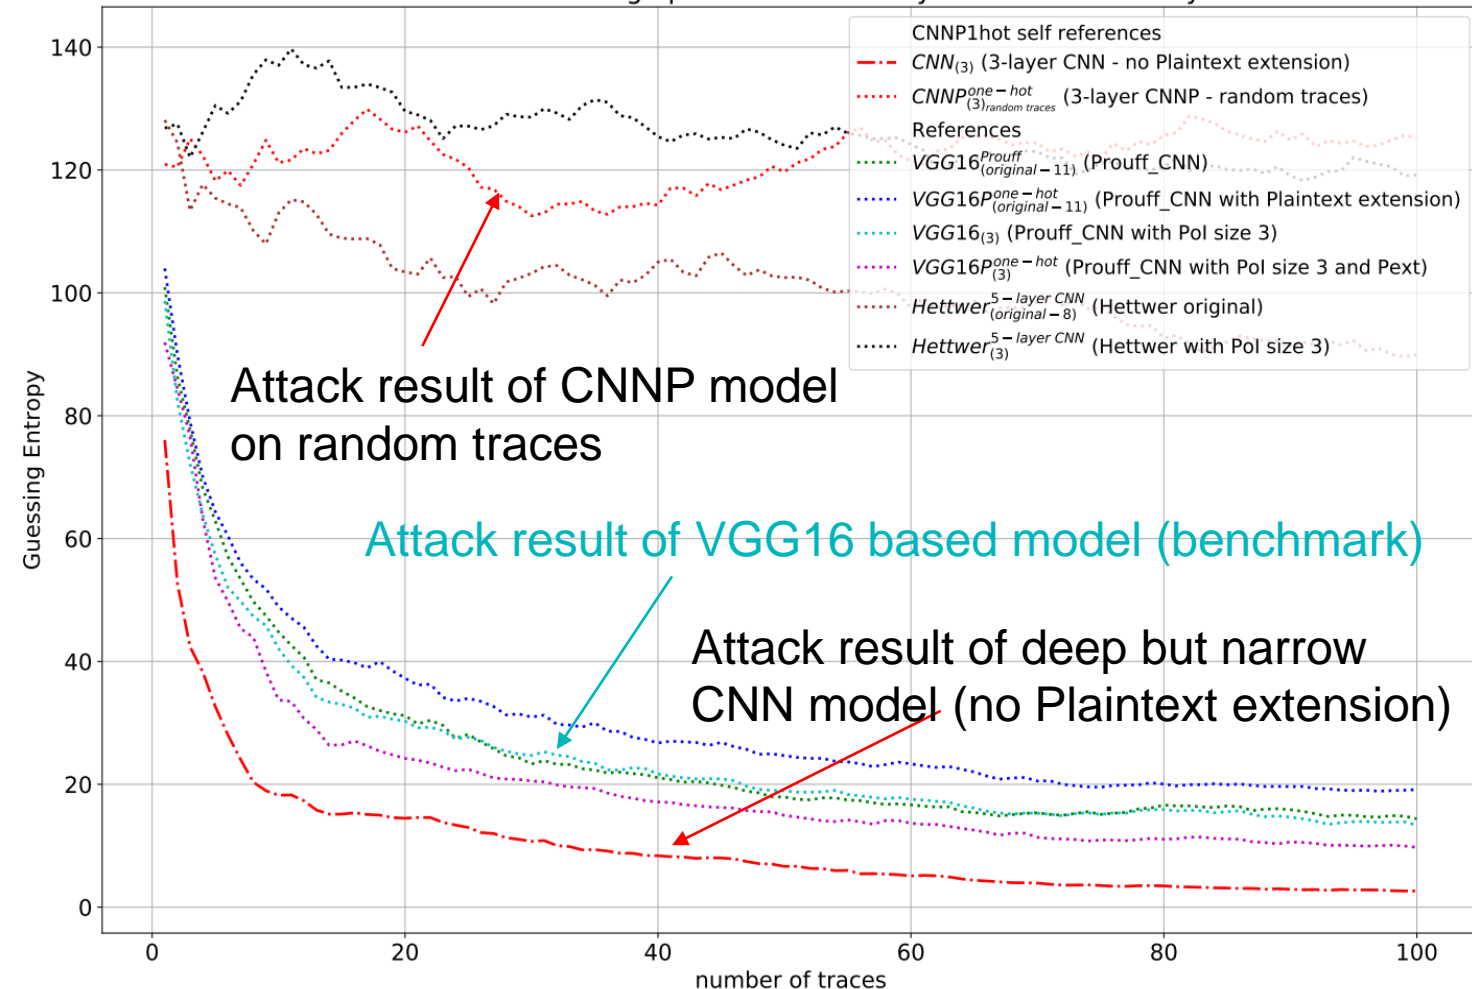 140
120
100
80
60
40
20
0
Guessing Entropy
0 20 40 60 80 100
number of traces
CNNP1hot self references
CNN(3) (3-layer CNN - no Plaintext extension)
CNNP(3)random traces one-hot (3-layer CNNP - random traces)
References
VGG16(original-11) Prouff (Prouff_CNN)
VGG16P(original-11) one-hot (Prouff_CNN with Plaintext extension)
VGG16(3) (Prouff_CNN with PoI size 3)
VGG16P(3) one-hot (Prouff_CNN with PoI size 3 and Pext)
Hettwer(original-8) 5-layer CNN (Hettwer original)
Hettwer(3) 5-layer CNN (Hettwer with PoI size 3)
Attack result of CNNP model
on random traces
Attack result of VGG16 based model (benchmark)
Attack result of deep but narrow
CNN model (no Plaintext extension)